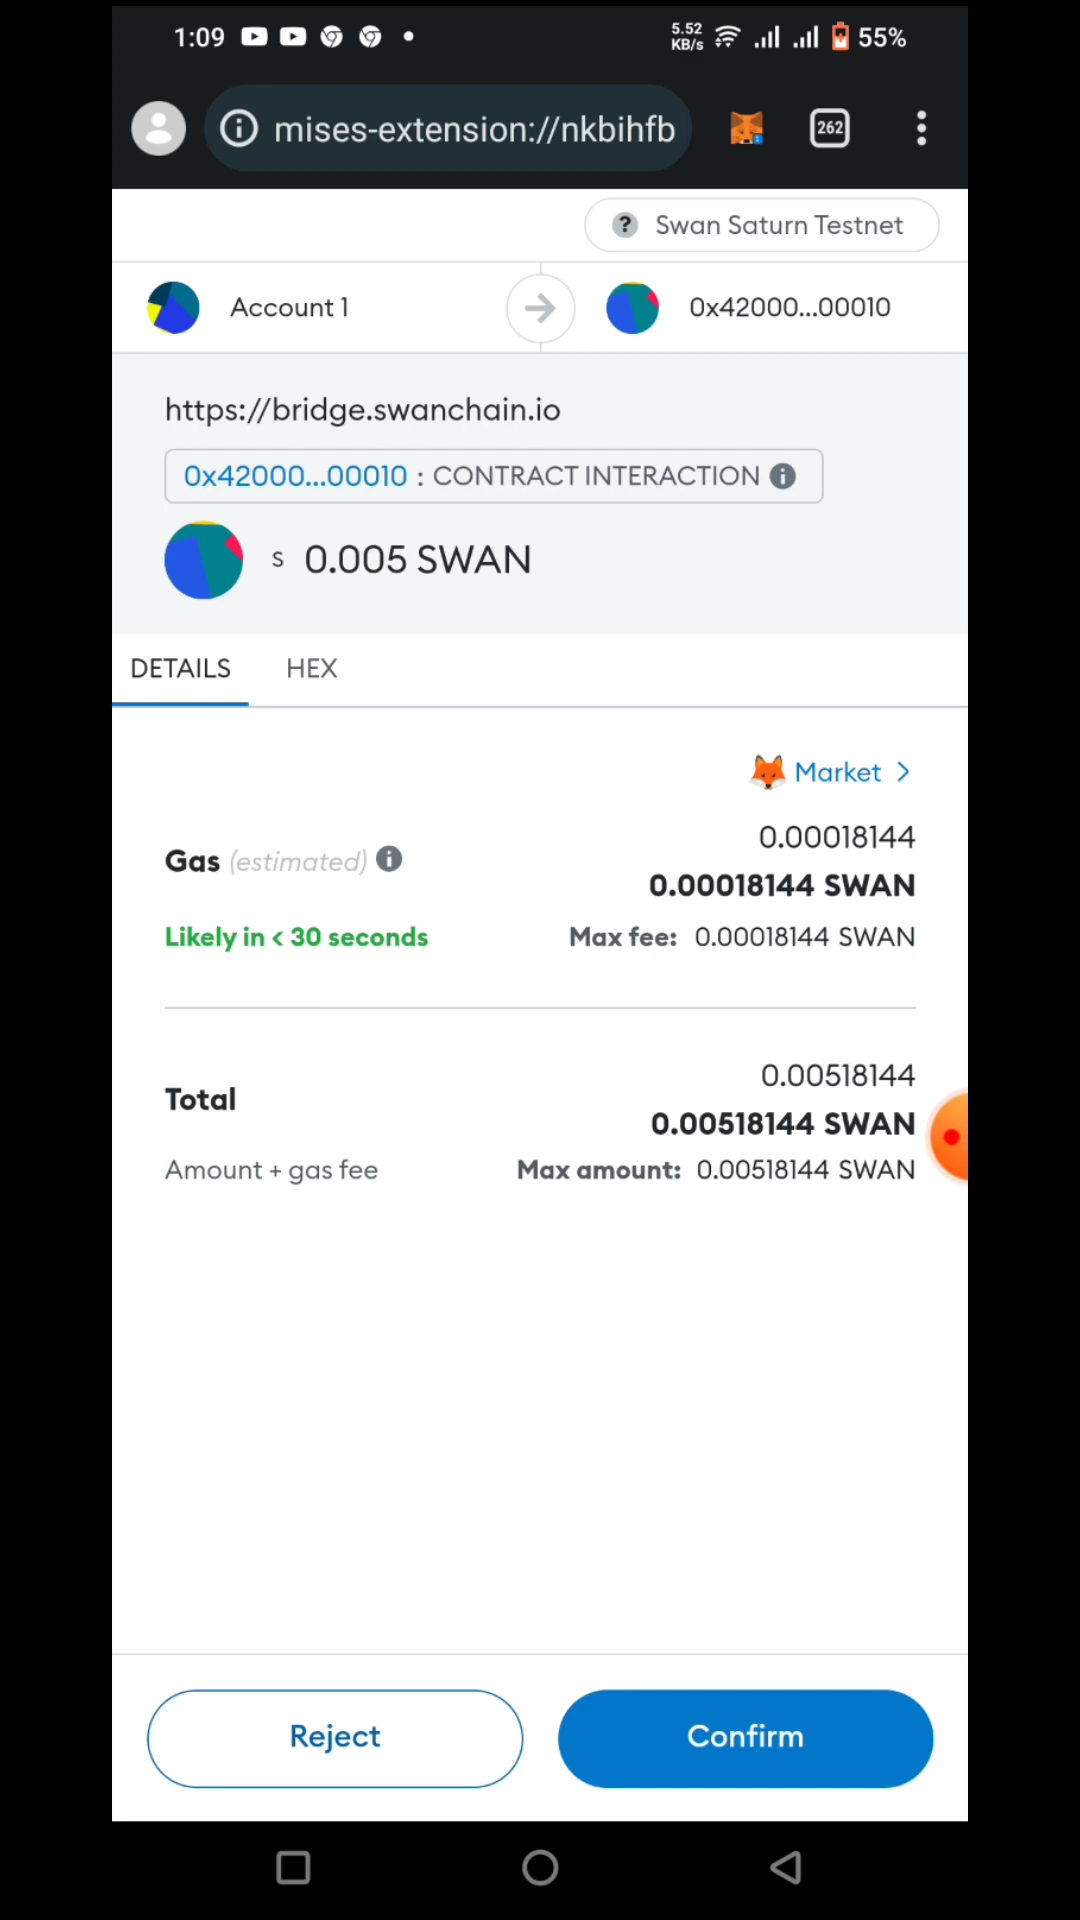 1:09
5.52 KB/s
55%
mises-extension://nkbihfb
262
? Swan Saturn Testnet
Account 1
0x42000...00010
https://bridge.swanchain.io
0x42000...00010 : CONTRACT INTERACTION
S 0.005 SWAN
DETAILS HEX
Market >
0.00018144
Gas (estimated)
0.00018144 SWAN
Likely in < 30 seconds
Max fee: 0.00018144 SWAN
0.00518144
Total
0.00518144 SWAN
Amount + gas fee
Max amount: 0.00518144 SWAN
Reject
Confirm